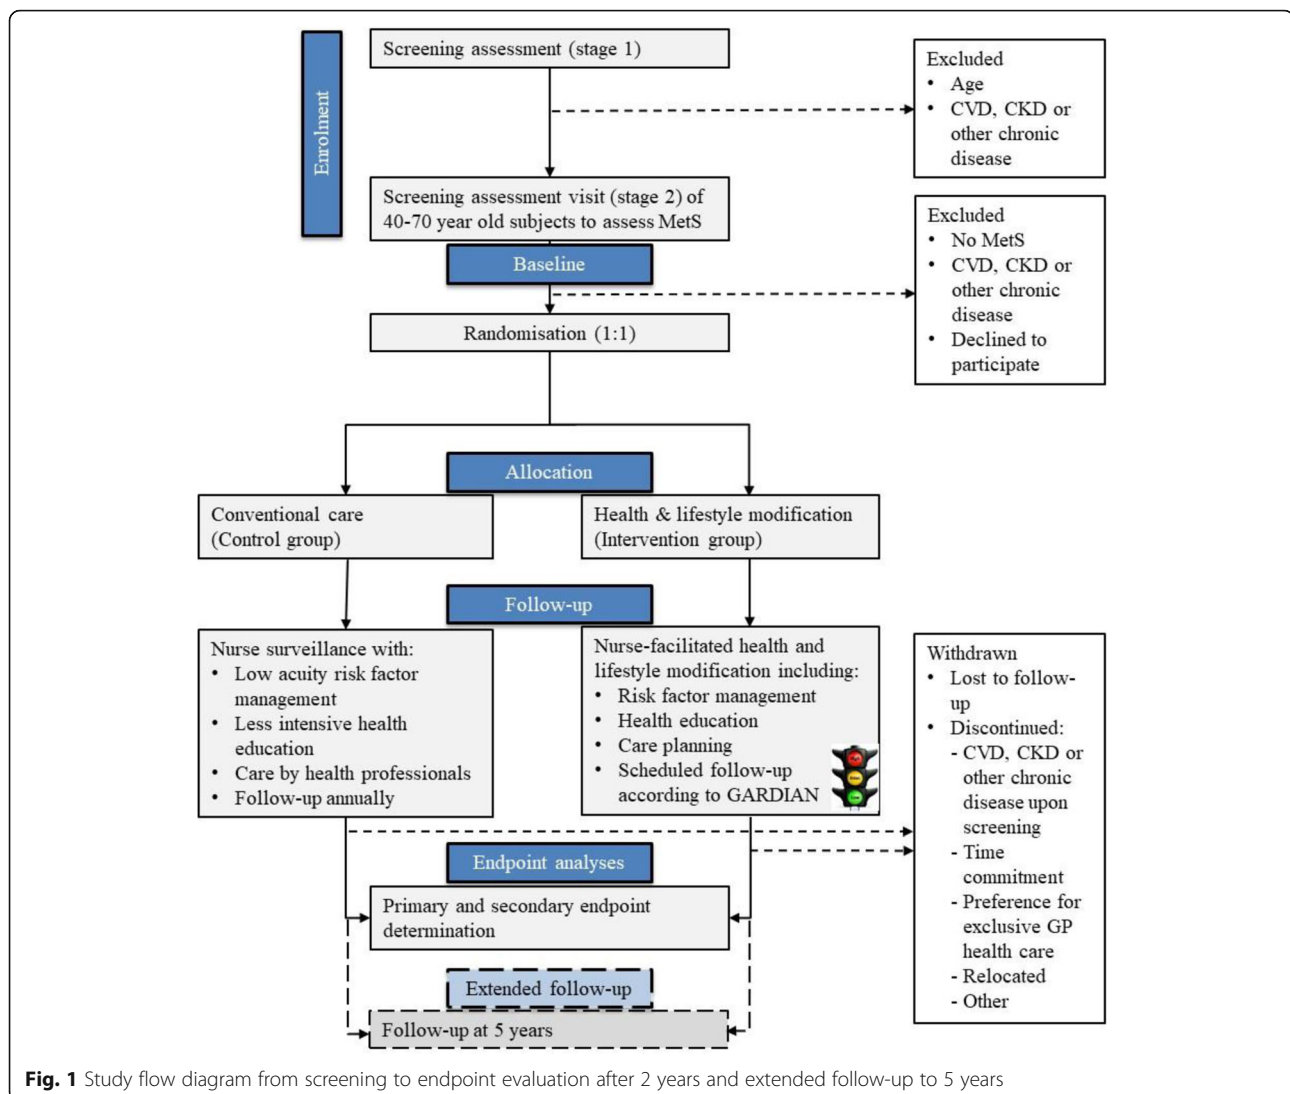 Enrolment
Screening assessment (stage 1)
Excluded
• Age
• CVD, CKD or
other chronic
disease
Screening assessment visit (stage 2) of
40-70 year old subjects to assess MetS
Baseline
Excluded
• No MetS
• CVD, CKD or
other chronic
disease
• Declined to
participate
Randomisation (1:1)
Allocation
Conventional care
(Control group)
Health & lifestyle modification
(Intervention group)
Follow-up
Nurse surveillance with:
• Low acuity risk factor
management
• Less intensive health
education
• Care by health professionals
• Follow-up annually
Nurse-facilitated health and
lifestyle modification including:
• Risk factor management
• Health education
• Care planning
• Scheduled follow-up
according to GARDIAN
Withdrawn
• Lost to follow-
up
• Discontinued:
- CVD, CKD or
other chronic
disease upon
screening
- Time
commitment
- Preference for
exclusive GP
health care
- Relocated
- Other
Endpoint analyses
Primary and secondary endpoint
determination
Extended follow-up
Follow-up at 5 years
Fig. 1 Study flow diagram from screening to endpoint evaluation after 2 years and extended follow-up to 5 years